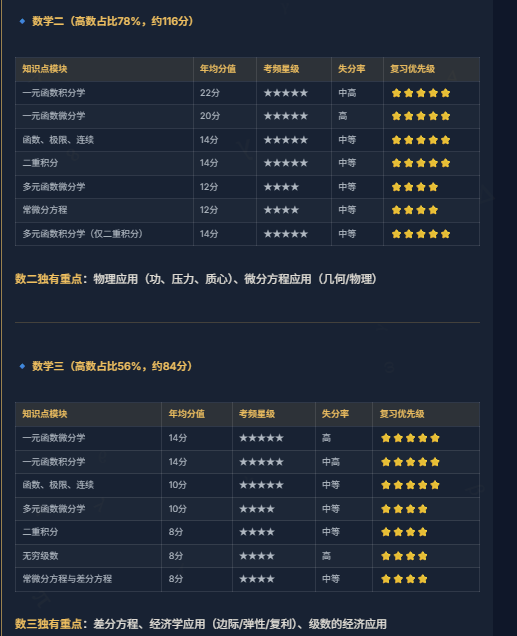 数学二（高数占比78%，约116分）
知识点模块 年均分值 考频星级 失分率 复习优先级
一元函数积分学 22分 ★★★★★ 中高 ⭐⭐⭐⭐⭐
一元函数微分学 20分 ★★★★★ 高 ⭐⭐⭐⭐⭐
函数、极限、连续 14分 ★★★★★ 中等 ⭐⭐⭐⭐⭐
二重积分 14分 ★★★★★ 中等 ⭐⭐⭐⭐⭐
多元函数微分学 12分 ★★★★ 中等 ⭐⭐⭐⭐
常微分方程 12分 ★★★★ 中等 ⭐⭐⭐⭐
多元函数积分学（仅二重积分） 14分 ★★★★★ 中等 ⭐⭐⭐⭐⭐
数二独有重点：物理应用（功、压力、质心）、微分方程应用（几何/物理）
数学三（高数占比56%，约84分）
知识点模块 年均分值 考频星级 失分率 复习优先级
一元函数微分学 14分 ★★★★★ 高 ⭐⭐⭐⭐⭐
一元函数积分学 14分 ★★★★★ 中高 ⭐⭐⭐⭐⭐
函数、极限、连续 10分 ★★★★★ 中等 ⭐⭐⭐⭐⭐
多元函数微分学 10分 ★★★★ 中等 ⭐⭐⭐⭐
二重积分 8分 ★★★★ 中等 ⭐⭐⭐⭐
无穷级数 8分 ★★★★ 高 ⭐⭐⭐⭐
常微分方程与差分方程 8分 ★★★★ 中等 ⭐⭐⭐⭐
数三独有重点：差分方程、经济学应用（边际/弹性/复利）、级数的经济应用